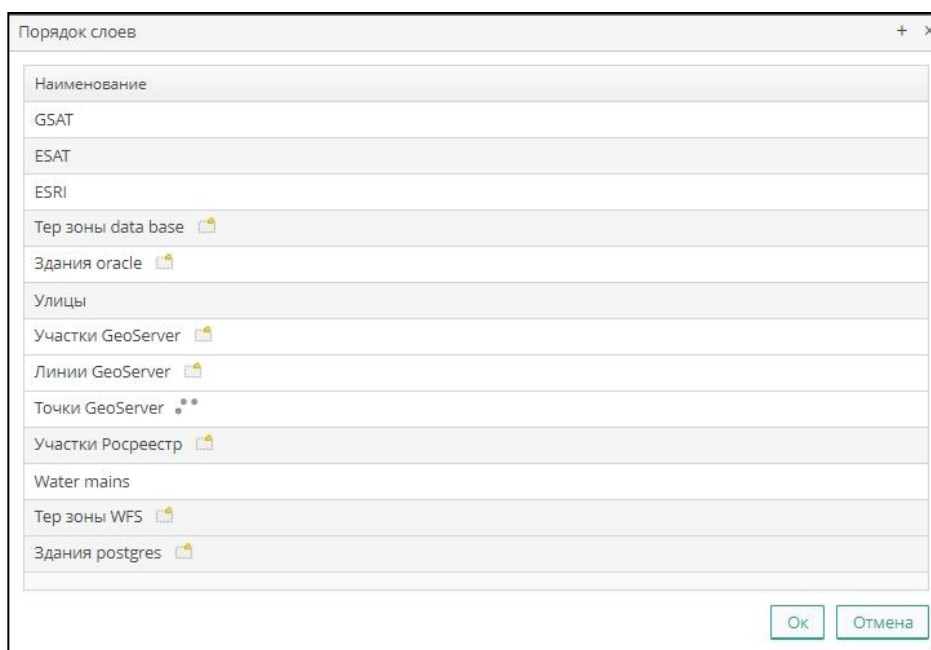 Порядок слоев
Наименование
GSAT
ESAT
ESRI
Тер зоны data base
Здания oracle
Улицы
Участки GeoServer
Линии GeoServer
Точки GeoServer
Участки Росреестр
Water mains
Тер зоны WFS
Здания postgres
Ок Отмена